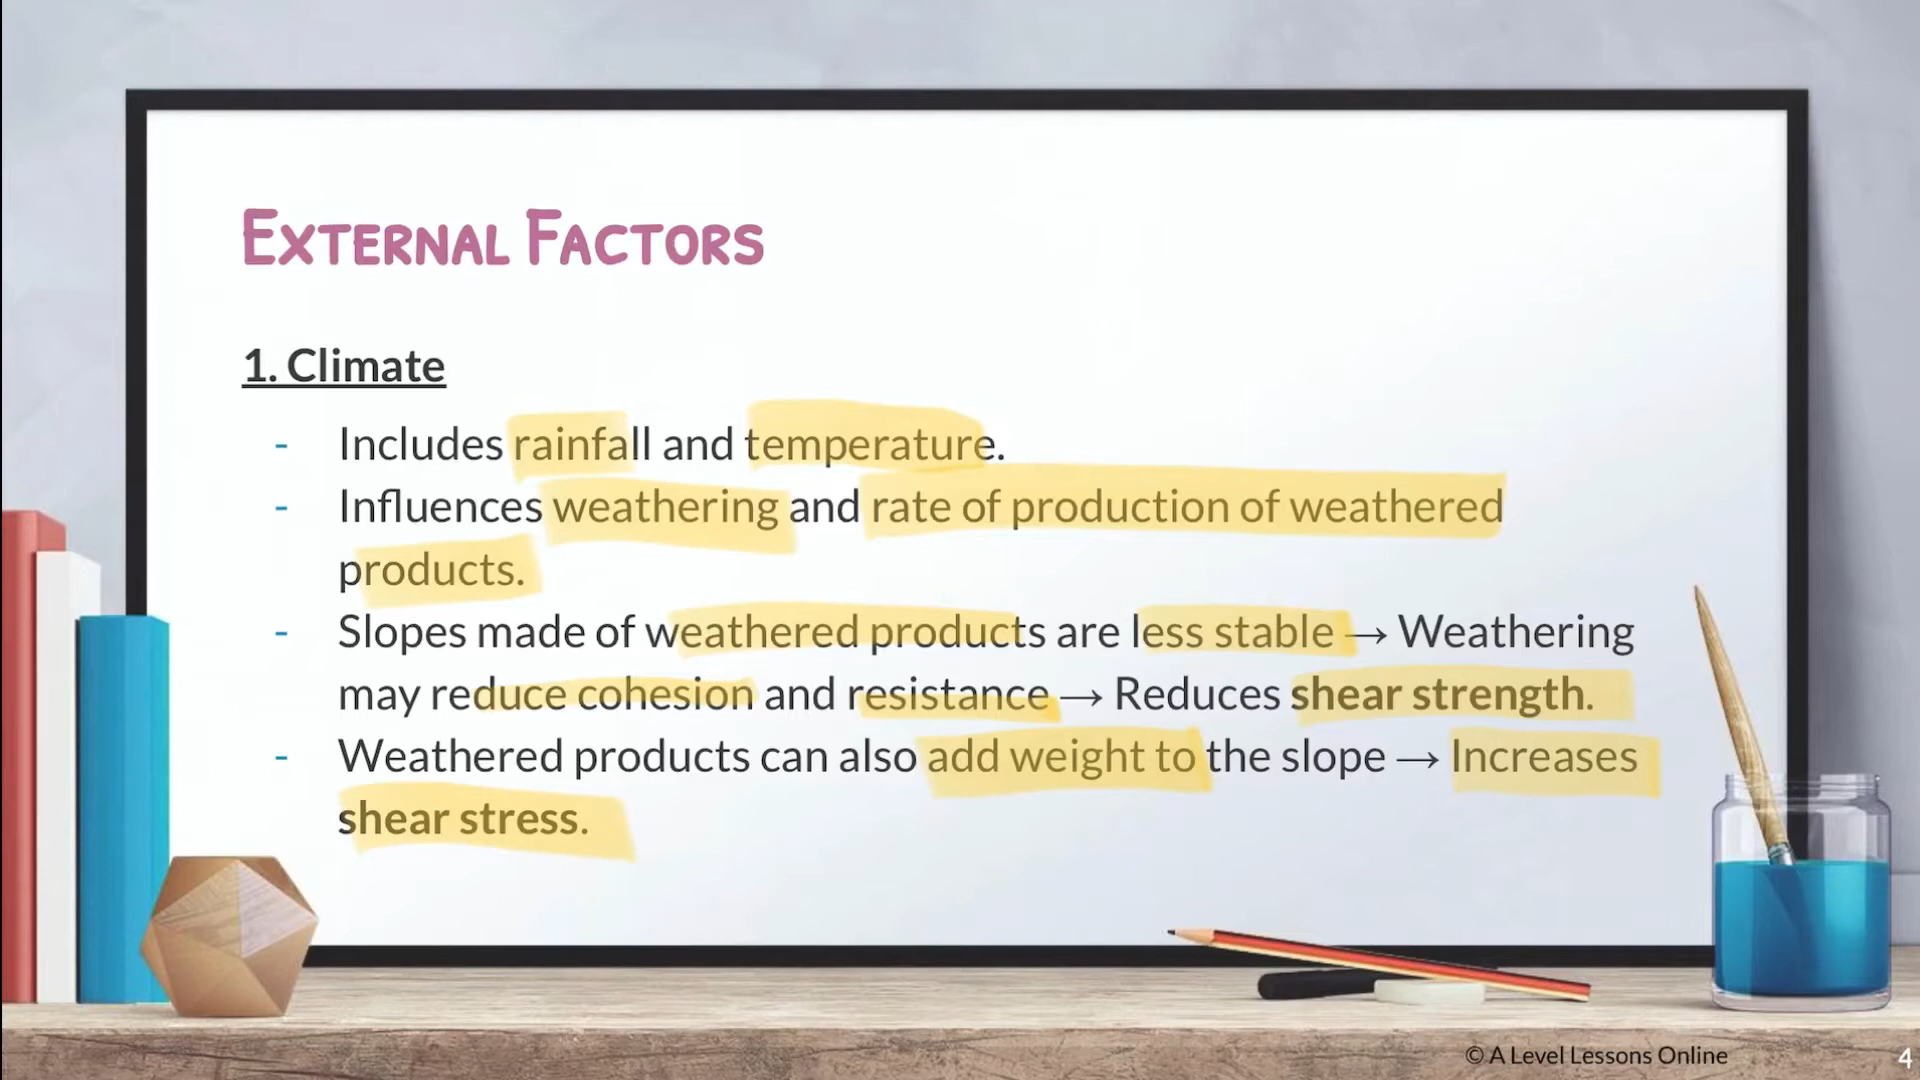 External Factors
1. Climate
- Includes rainfall and temperature.
- Influences weathering and rate of production of weathered
products.
- Slopes made of weathered products are less stable → Weathering
may reduce cohesion and resistance → Reduces shear strength.
- Weathered products can also add weight to the slope → Increases
shear stress.
© A Level Lessons Online
4